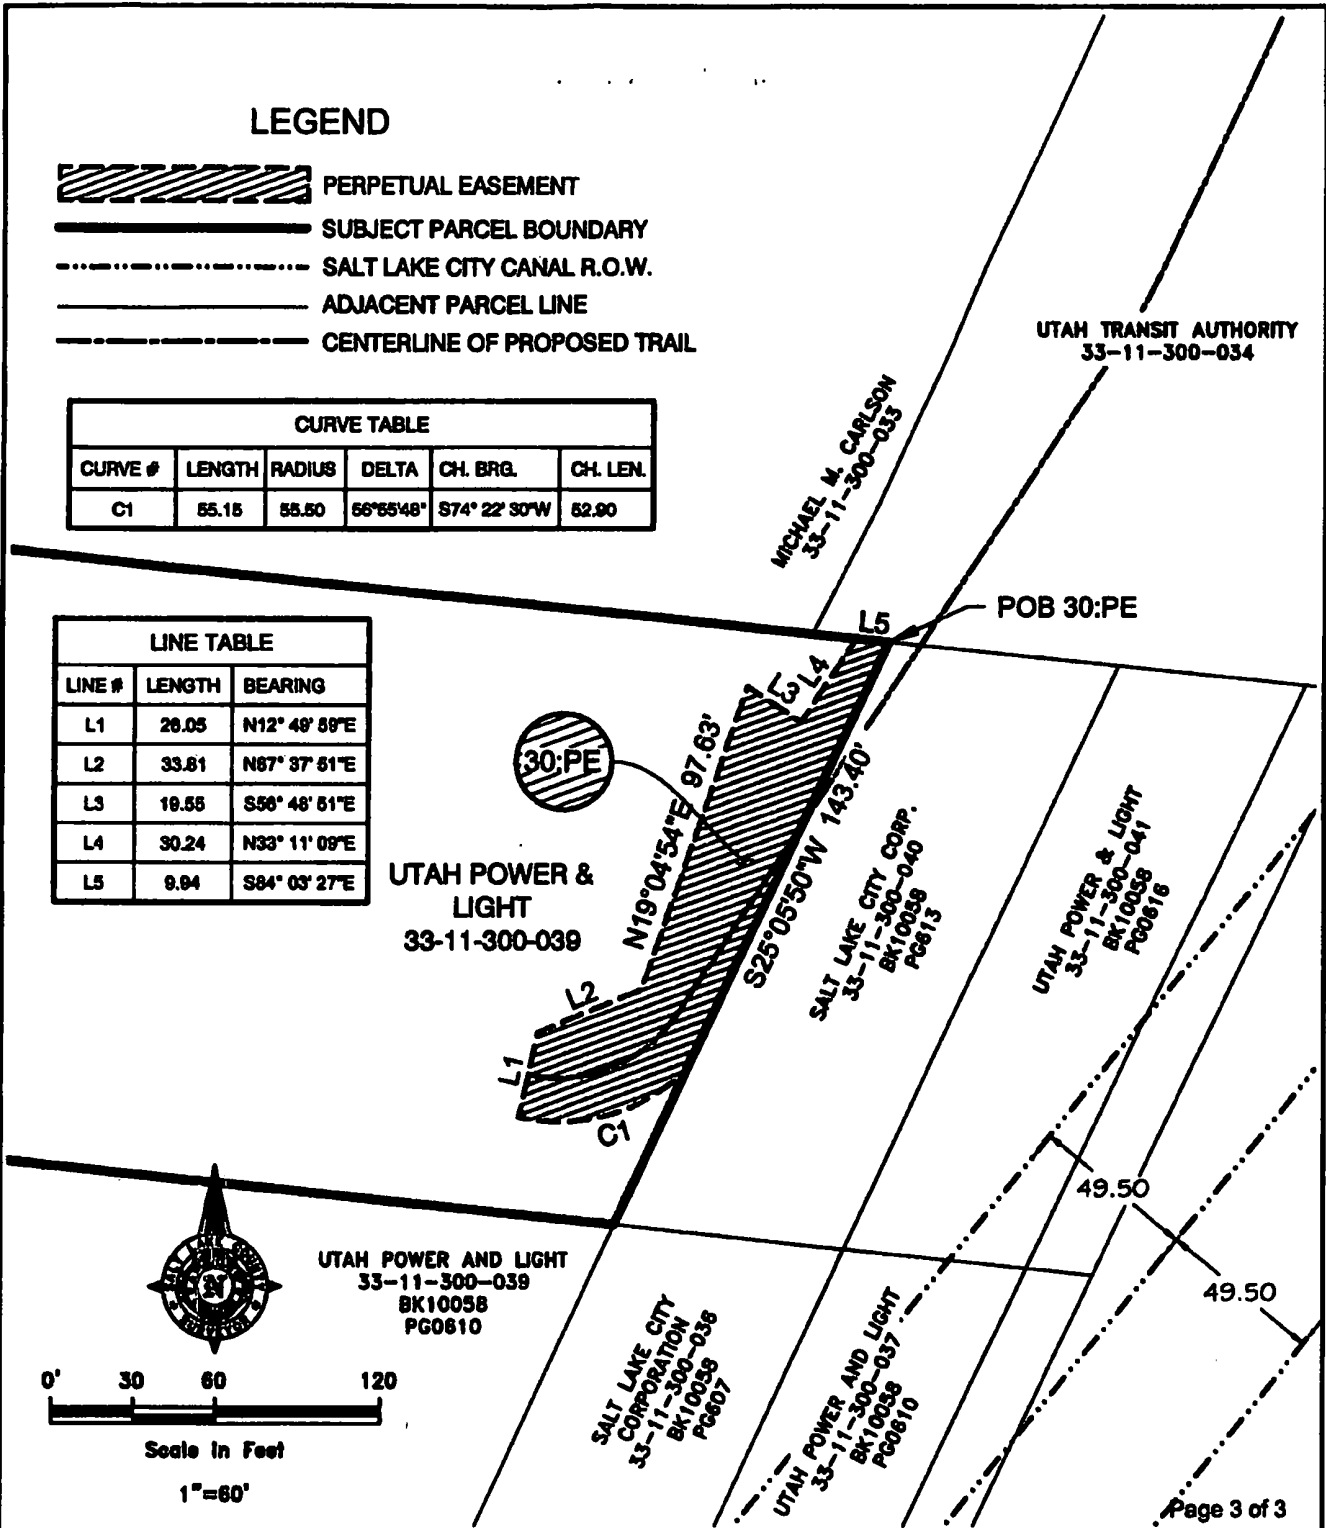 LEGEND
PERPETUAL EASEMENT
SUBJECT PARCEL BOUNDARY
SALT LAKE CITY CANAL R.O.W.
ADJACENT PARCEL LINE
CENTERLINE OF PROPOSED TRAIL
UTAH TRANSIT AUTHORITY
33-11-300-034
CURVE TABLE
CURVE # LENGTH RADIUS DELTA CH. BRG. CH. LEN.
C1 55.15 55.50 56°55'48" S74° 22' 30"W 52.90
MICHAEL M. CARLSON
33-11-300-033
POB 30:PE
LINE TABLE
LINE # LENGTH BEARING
L1 26.05 N12° 49' 59"E
L2 33.61 N67° 37' 51"E
L3 19.55 S56° 48' 51"E
L4 30.24 N33° 11' 09"E
L5 9.94 S84° 03' 27"E
L5
L4
L3
30:PE
N19°04'54"E 97.63'
S25°05'50"W 143.40'
UTAH POWER &
LIGHT
33-11-300-039
SALT LAKE CITY CORP.
33-11-300-040
BK10058
PG613
UTAH POWER & LIGHT
33-11-300-041
BK10058
PG0616
L2
L1
C1
49.50
49.50
SALT LAKE COUNTY
SURVEYOR
N
UTAH POWER AND LIGHT
33-11-300-039
BK10058
PG0610
SALT LAKE CITY
CORPORATION
33-11-300-036
BK10058
PG607
UTAH POWER AND LIGHT
33-11-300-037
BK10058
PG0610
0' 30 60 120
Scale in Feet
1"=60'
Page 3 of 3